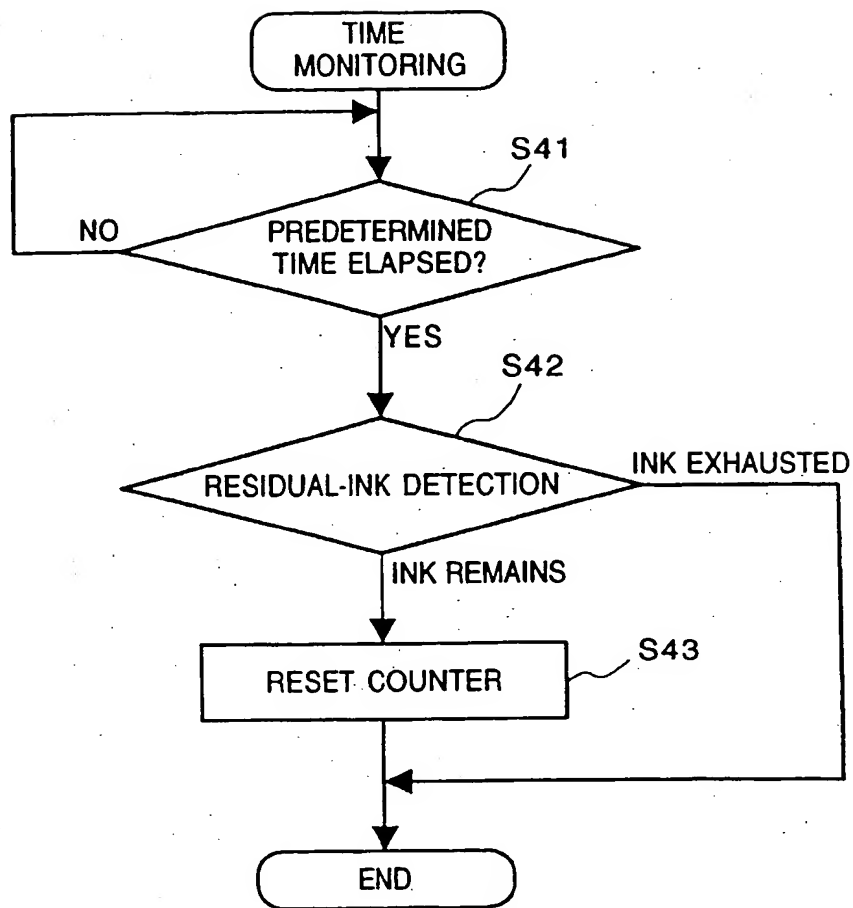 TIME
MONITORING
S41
NO
PREDETERMINED
TIME ELAPSED?
YES
S42
INK EXHAUSTED
RESIDUAL-INK DETECTION
INK REMAINS
S43
RESET COUNTER
END